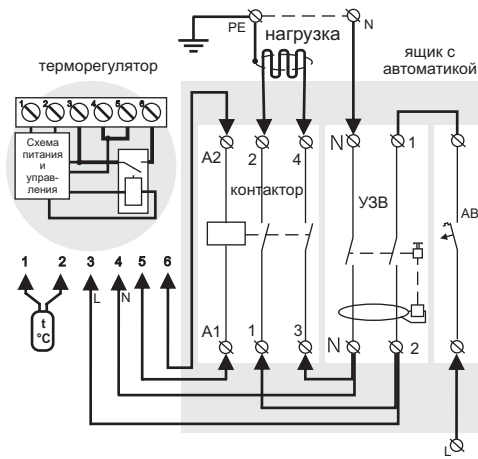 PE
N
нагрузка
ящик с
автоматикой
терморегулятор
1 2 3 4 5 6
Схема
питания
и
управ-
ления
A2 2 4 N 1
контактор
УЗВ
АВ
1 2 3 4 5 6
L N
t
°C
A1 1 3 N 2
L